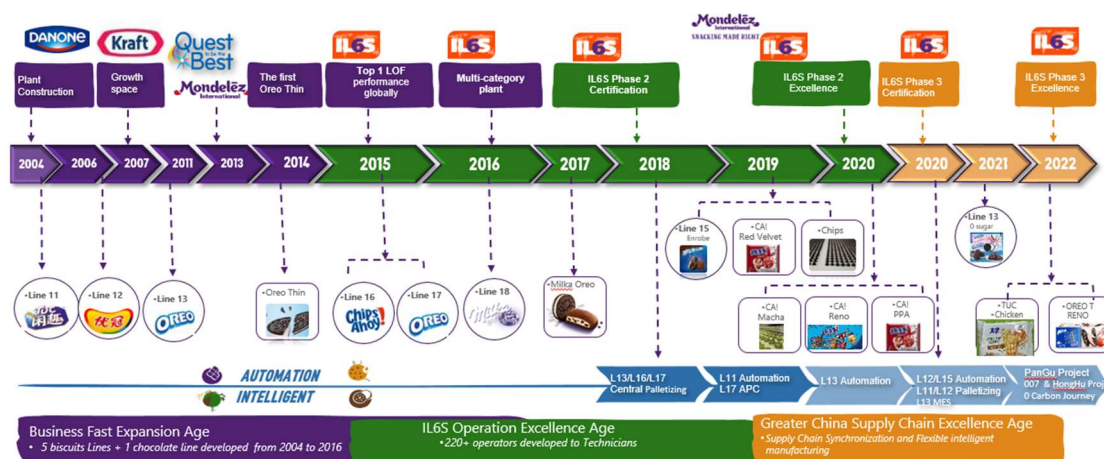 DANONE
Kraft
Quest
to be the
Best
Mondelēz
International
IL6S
IL6S
IL6S
Mondelēz
International
SNACKING MADE RIGHT
IL6S
IL6S
IL6S
Plant
Construction
Growth
space
The first
Oreo Thin
Top 1 LOF
performance
globally
Multi-category
plant
IL6S Phase 2
Certification
IL6S Phase 2
Excellence
IL6S Phase 3
Certification
IL6S Phase 3
Excellence
2004
2006
2007
2011
2013
2014
2015
2016
2017
2018
2019
2020
2020
2021
2022
•Line 11
TUC
闲趣
•Line 12
优冠
•Line 13
OREO
•Oreo Thin
•Line 16
Chips
Ahoy!
•Line 17
OREO
•Line 18
Milka
•Milka Oreo
•Line 15
Enrobe
•CA!
Red Velvet
•Chips
•CA!
Macha
•CA!
Reno
•CA!
PPA
•Line 13
0 sugar
•TUC
•Chicken
•OREO T
RENO
AUTOMATION
INTELLIGENT
L13/L16/L17
Central Palletizing
L11 Automation
L17 APC
L13 Automation
L12/L15 Automation
L11/L12 Palletizing
L13 MES
PanGu Project
007 & HongHu Proj
0 Carbon Journey
Business Fast Expansion Age
• 5 biscuits Lines + 1 chocolate line developed from 2004 to 2016
IL6S Operation Excellence Age
•220+ operators developed to Technicians
Greater China Supply Chain Excellence Age
•Supply Chain Synchronization and Flexible intelligent
manufacturing